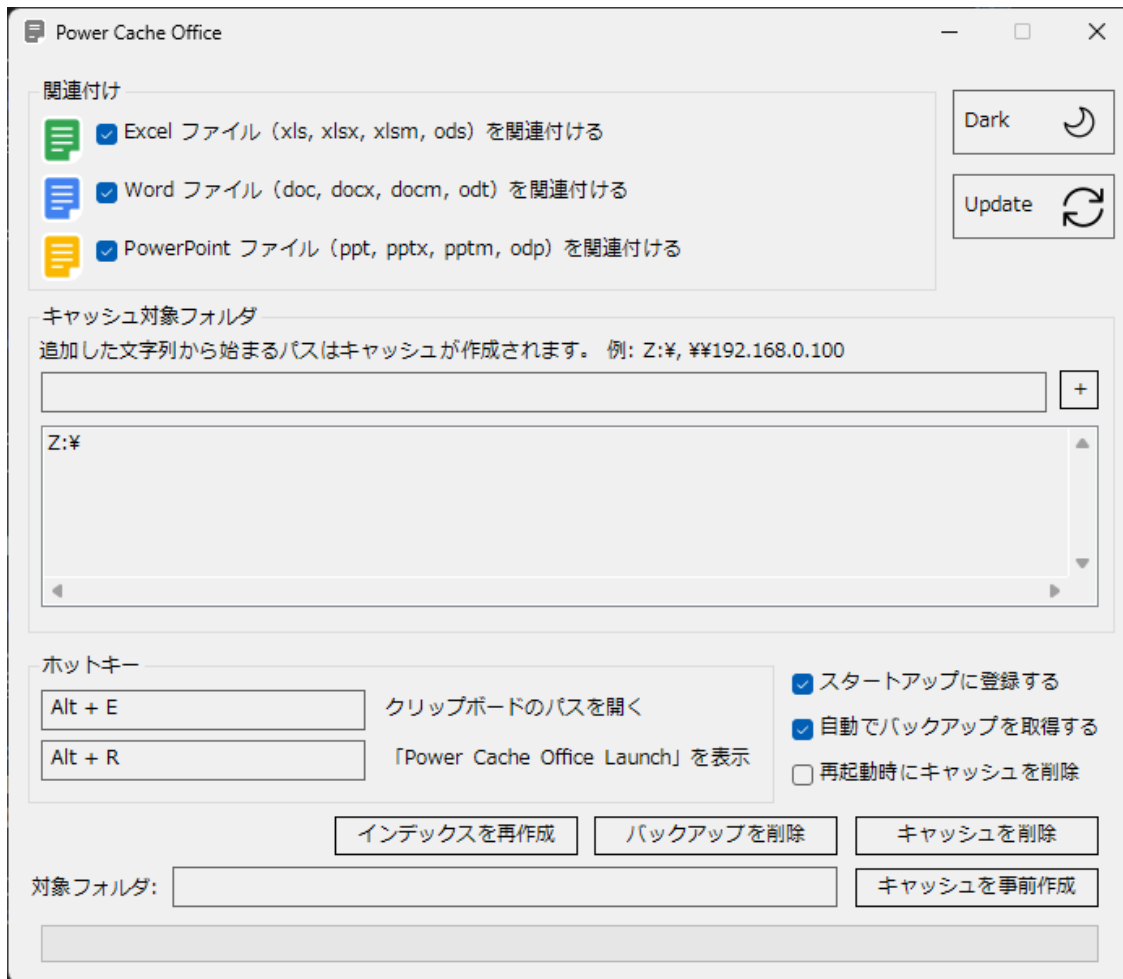 Power Cache Office
関連付け
Excel ファイル（xls, xlsx, xlsm, ods）を関連付ける
Word ファイル（doc, docx, docm, odt）を関連付ける
PowerPoint ファイル（ppt, pptx, pptm, odp）を関連付ける
Dark
Update
キャッシュ対象フォルダ
追加した文字列から始まるパスはキャッシュが作成されます。 例: Z:¥, ¥¥192.168.0.100
+
Z:¥
ホットキー
Alt + E クリップボードのパスを開く
Alt + R 「Power Cache Office Launch」を表示
スタートアップに登録する
自動でバックアップを取得する
再起動時にキャッシュを削除
インデックスを再作成 バックアップを削除 キャッシュを削除
対象フォルダ: キャッシュを事前作成